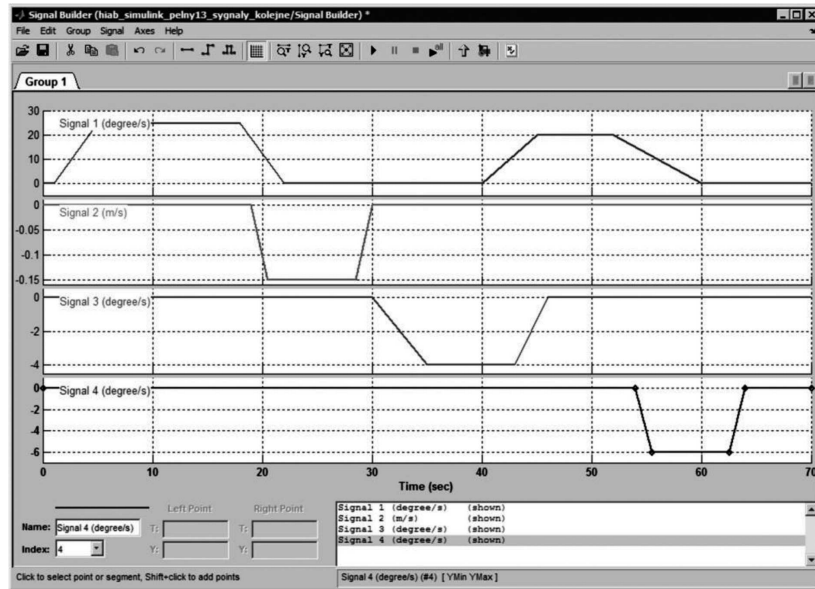 Signal Builder (hiab_simulink_pelny13_sygnaly_kolejne/Signal Builder) *
File Edit Group Signal Axes Help
all
Group 1
30
20
10
0
Signal 1 (degree/s)
0
-0.05
-0.1
-0.15
Signal 2 (m/s)
0
-2
-4
Signal 3 (degree/s)
0
-2
-4
-6
Signal 4 (degree/s)
0 10 20 30 40 50 60 70
Time (sec)
Left Point Right Point
Name: Signal 4 (degree/s) T: T:
Index: 4 Y: Y:
Signal 1 (degree/s) (shown)
Signal 2 (m/s) (shown)
Signal 3 (degree/s) (shown)
Signal 4 (degree/s) (shown)
Click to select point or segment, Shift+click to add points
Signal 4 (degree/s) (#4) [ YMin YMax ]